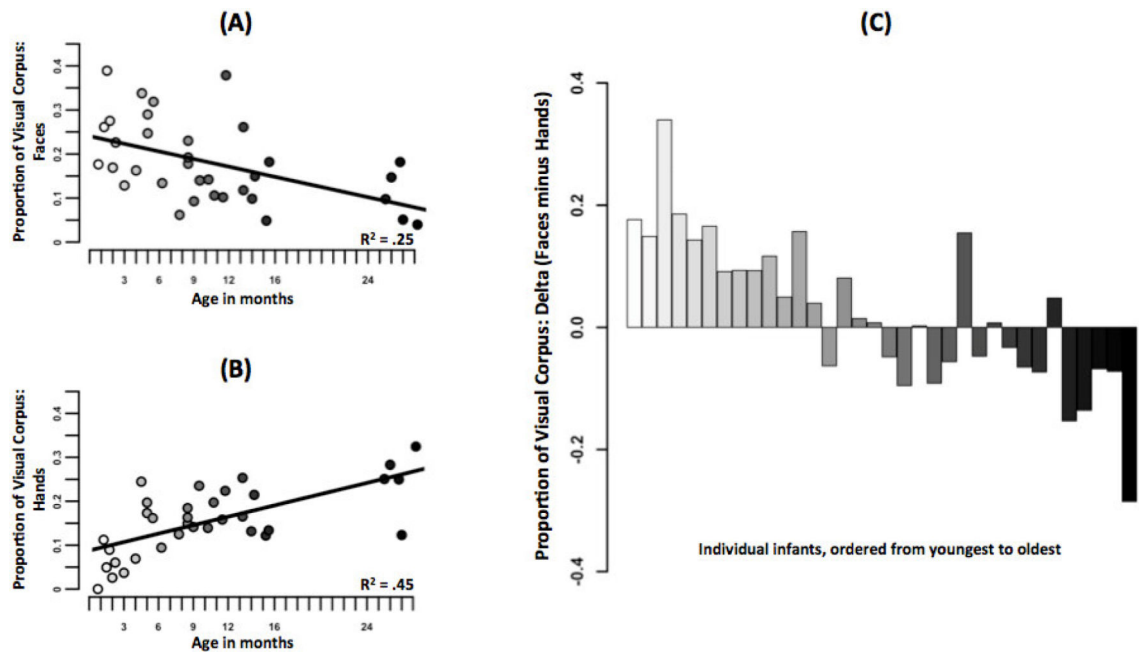 (A)
Proportion of Visual Corpus:
Faces
0 0.1 0.2 0.3 0.4
R² = .25
3 6 9 12 16 24
Age in months
(B)
Proportion of Visual Corpus:
Hands
0 0.1 0.2 0.3 0.4
R² = .45
3 6 9 12 16 24
Age in months
(C)
Proportion of Visual Corpus: Delta (Faces minus Hands)
-0.4 -0.2 0.0 0.2 0.4
Individual infants, ordered from youngest to oldest